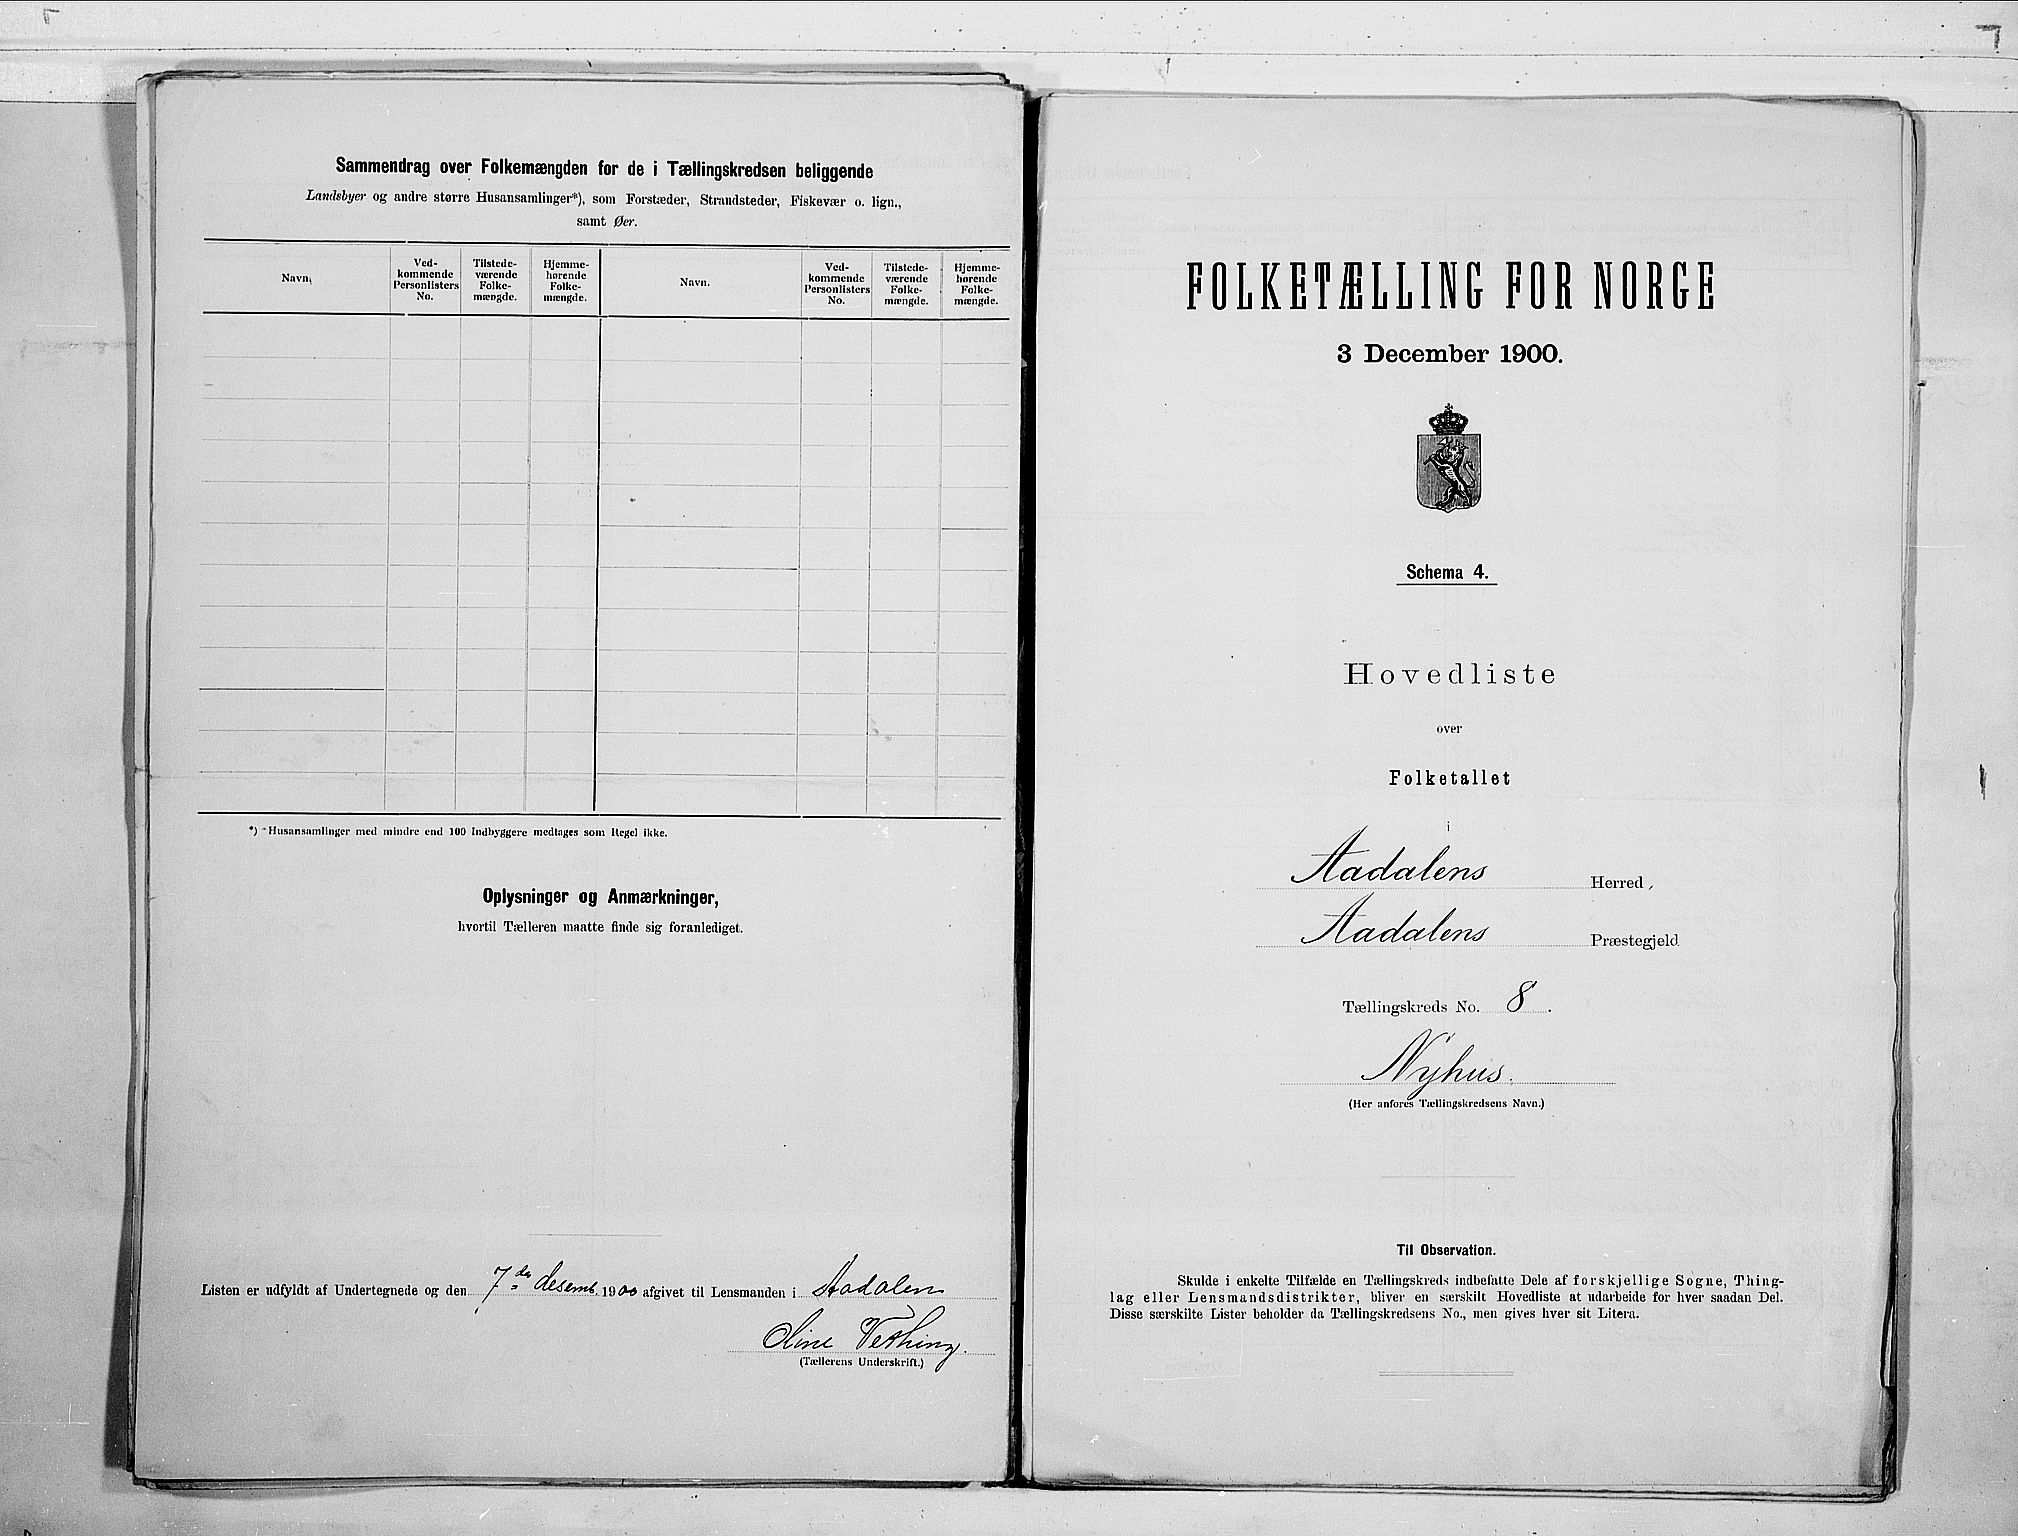 Sammendrag over Folkemængden for de i Tællingskredsen beliggende
Landsbyer og andre større Husansamlinger*), som Forstæder, Strandsteder, Fiskevær o. lign.,
samt Øer.
Navn.
Ved-
kommende
Personlisters
No.
Tilstede-
værende
Folke-
mængde.
Hjemme-
hørende
Folke-
mængde.
Navn.
Ved-
kommende
Personlisters
No.
Tilstede-
værende
Folke-
mængde.
Hjemme-
hørende
Folke-
mængde.
*) Husansamlinger med mindre end 100 Indbyggere medtages som Regel ikke.
Oplysninger og Anmærkninger,
hvortil Tælleren maatte finde sig foranlediget.
Listen er udfyldt af Undertegnede og den 7de desemb. 1900 afgivet til Lensmanden i Aadalen
(Tællerens Underskrift.)
FOLKETÆLLING FOR NORGE
3 December 1900.
Schema 4.
Hovedliste
over
Folketallet
i
Aadalens Herred,
Aadalens Præstegjeld
Tællingskreds No. 8.
Nyhus.
(Her anføres Tællingskredsens Navn.)
Til Observation.
Skulde i enkelte Tilfælde en Tællingskreds indbefatte Dele af forskjellige Sogne, Thing-
lag eller Lensmandsdistrikter, bliver en særskilt Hovedliste at udarbeide for hver saadan Del.
Disse særskilte Lister beholder da Tællingskredsens No., men gives hver sit Litera.